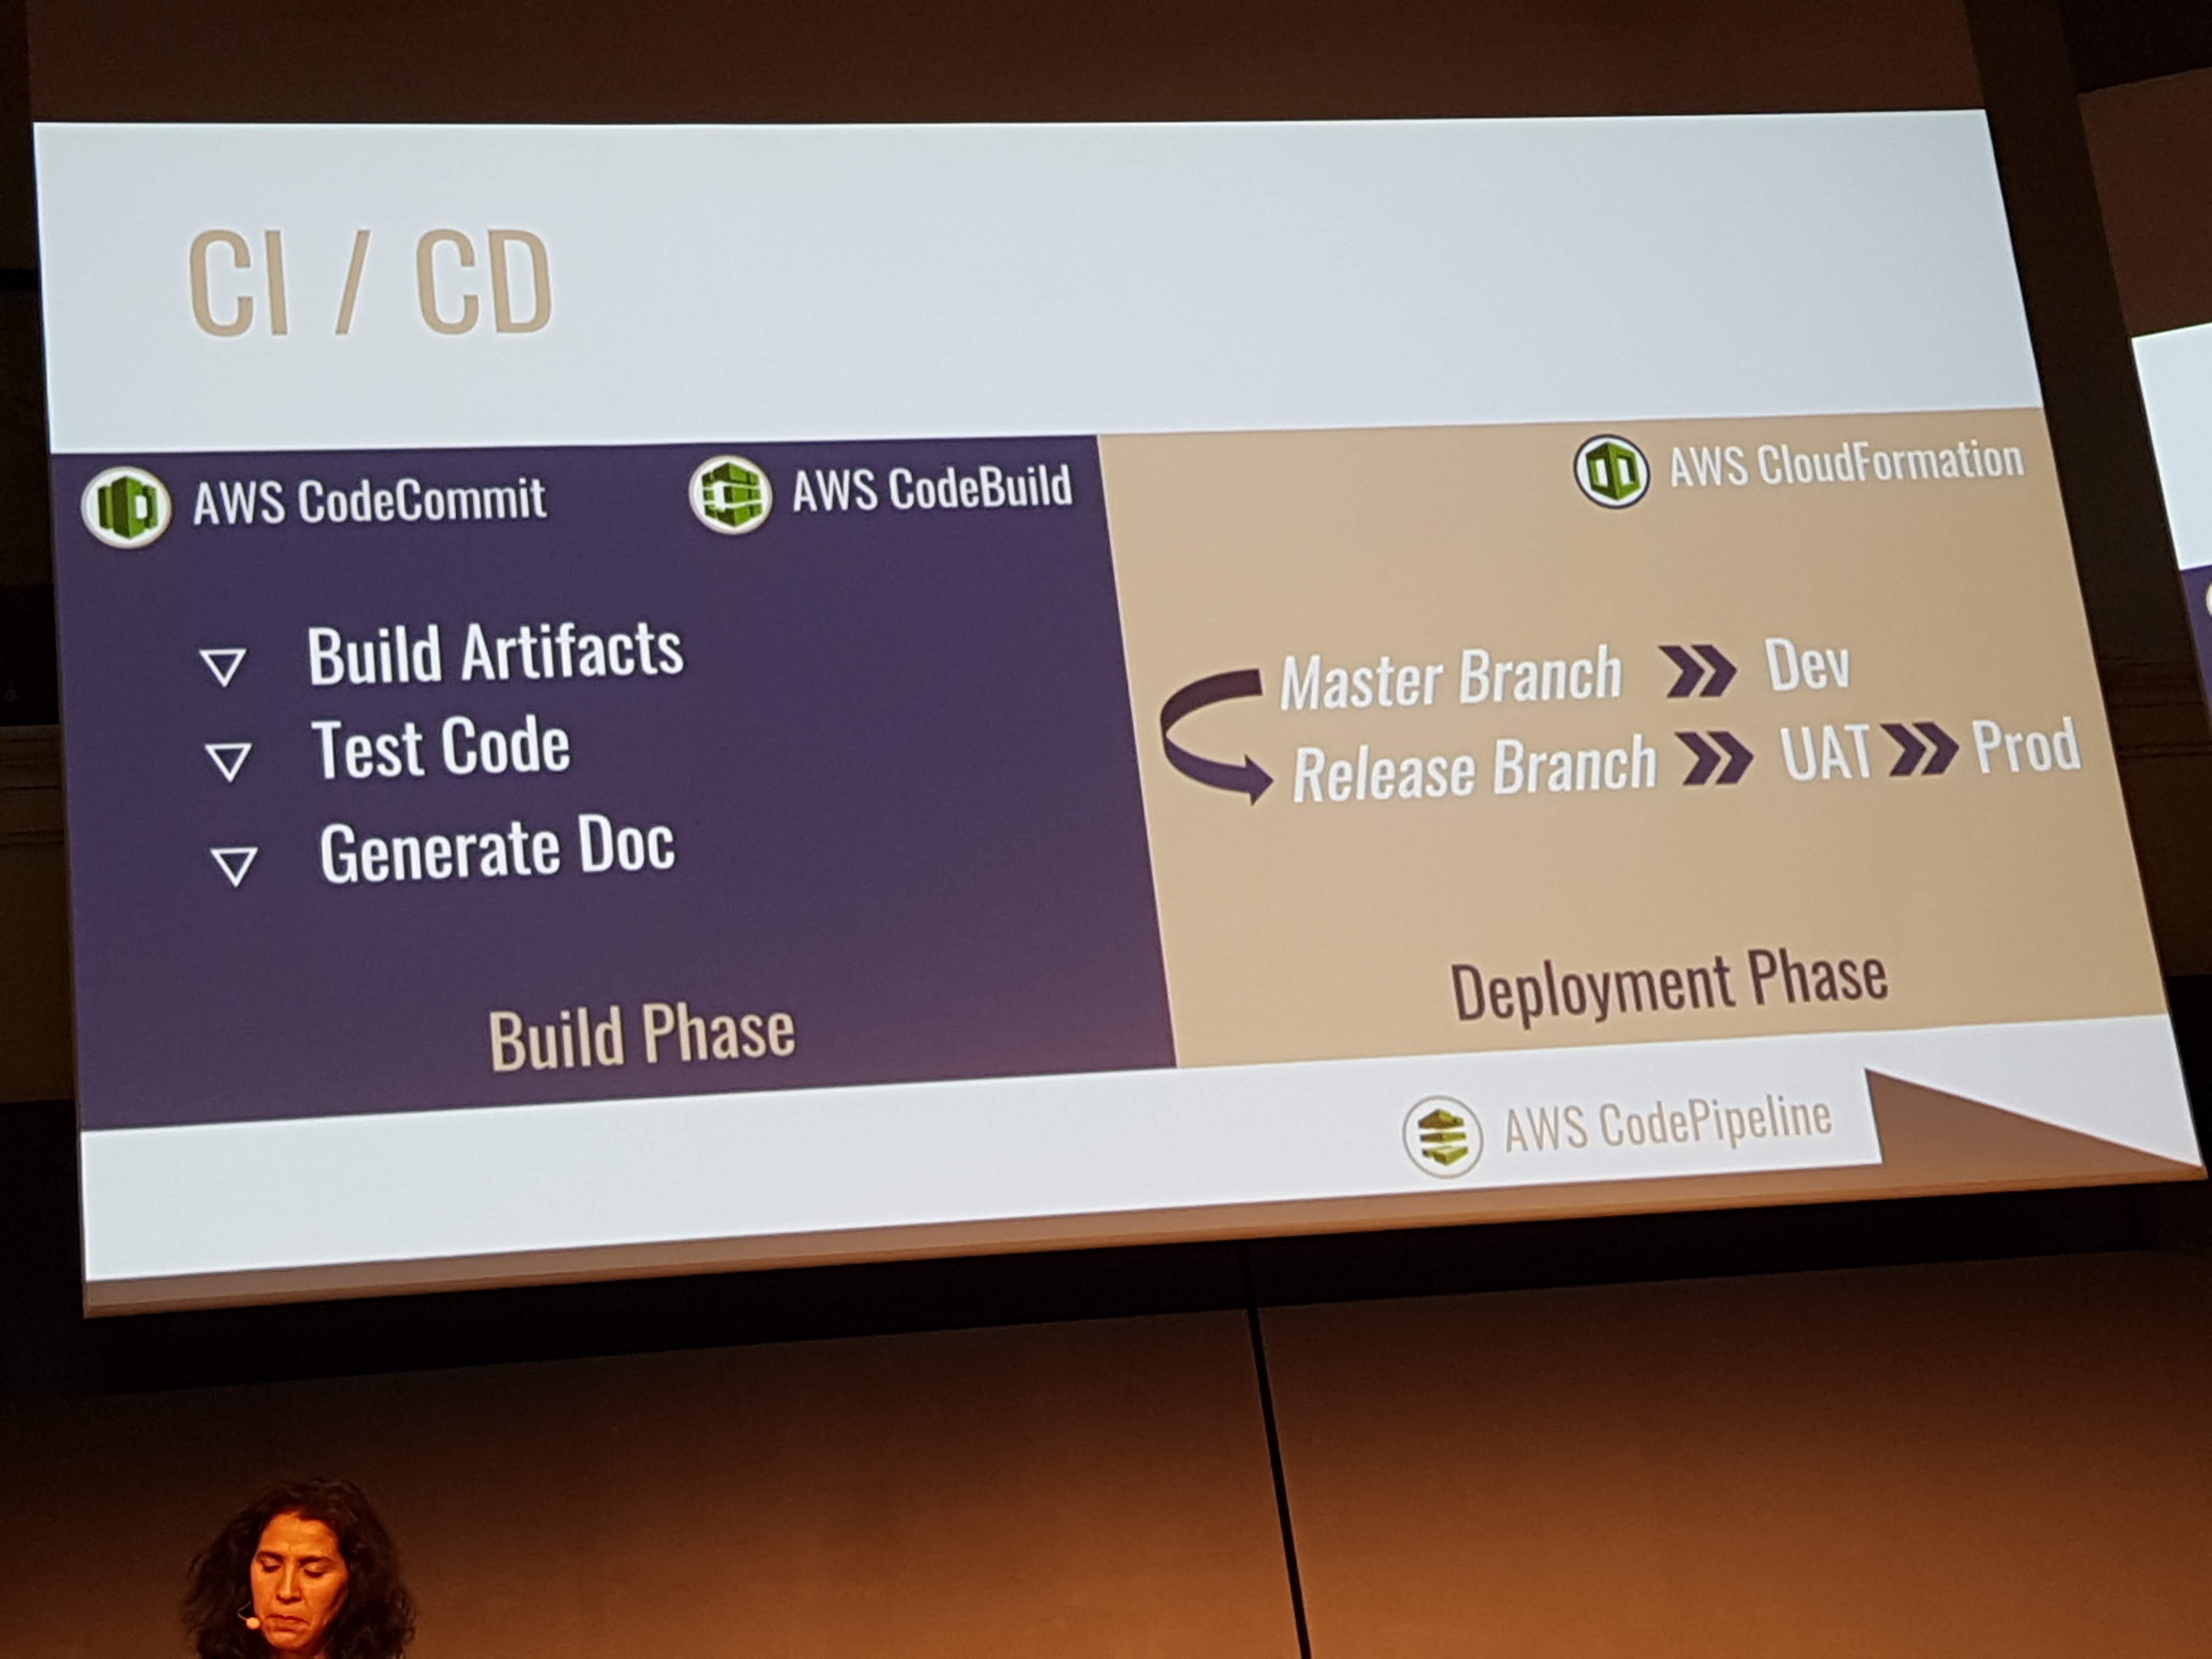 CI / CD
AWS CodeCommit
AWS CodeBuild
AWS CloudFormation
Build Artifacts
Test Code
Generate Doc
Master Branch Dev
Release Branch UAT Prod
Build Phase
Deployment Phase
AWS CodePipeline